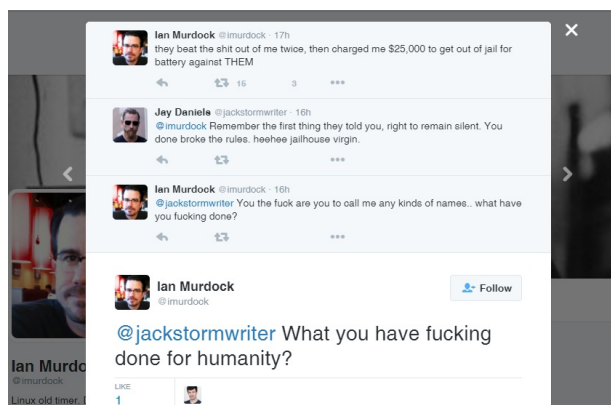 Ian Murdock @imurdock · 17h
they beat the shit out of me twice, then charged me $25,000 to get out of jail for
battery against THEM
15 3
Jay Daniels @jackstormwriter · 16h
@imurdock Remember the first thing they told you, right to remain silent. You
done broke the rules. heehee jailhouse virgin.
Ian Murdock @imurdock · 16h
@jackstormwriter You the fuck are you to call me any kinds of names.. what have
you fucking done?
Ian Murdock
@imurdock
Follow
@jackstormwriter What you have fucking
done for humanity?
LIKE
1
Ian Murdo
@imurdock
Linux old timer.